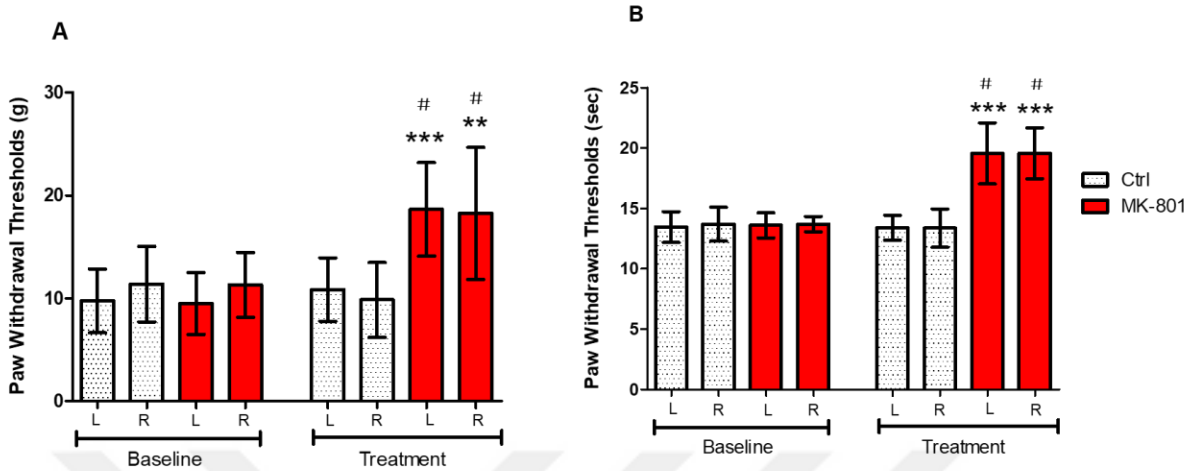 A
Paw Withdrawal Thresholds (g)
30
20
10
0
#
***
#
**
L R L R L R L R
Baseline
Treatment
B
Paw Withdrawal Thresholds (sec)
25
20
15
10
5
0
#
***
#
***
L R L R L R L R
Baseline
Treatment
Ctrl
MK-801